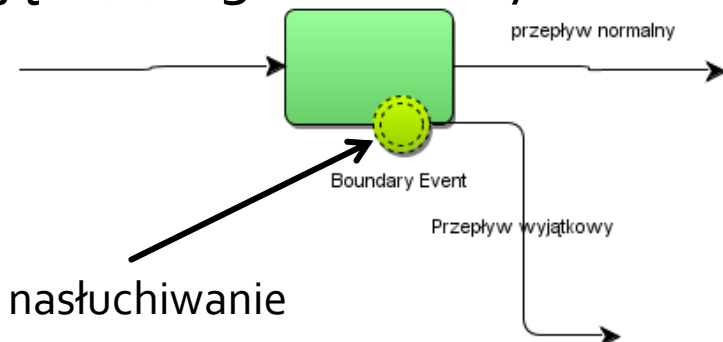 przepływ normalny
Boundary Event
Przepływ wyjątkowy
nasłuchiwanie